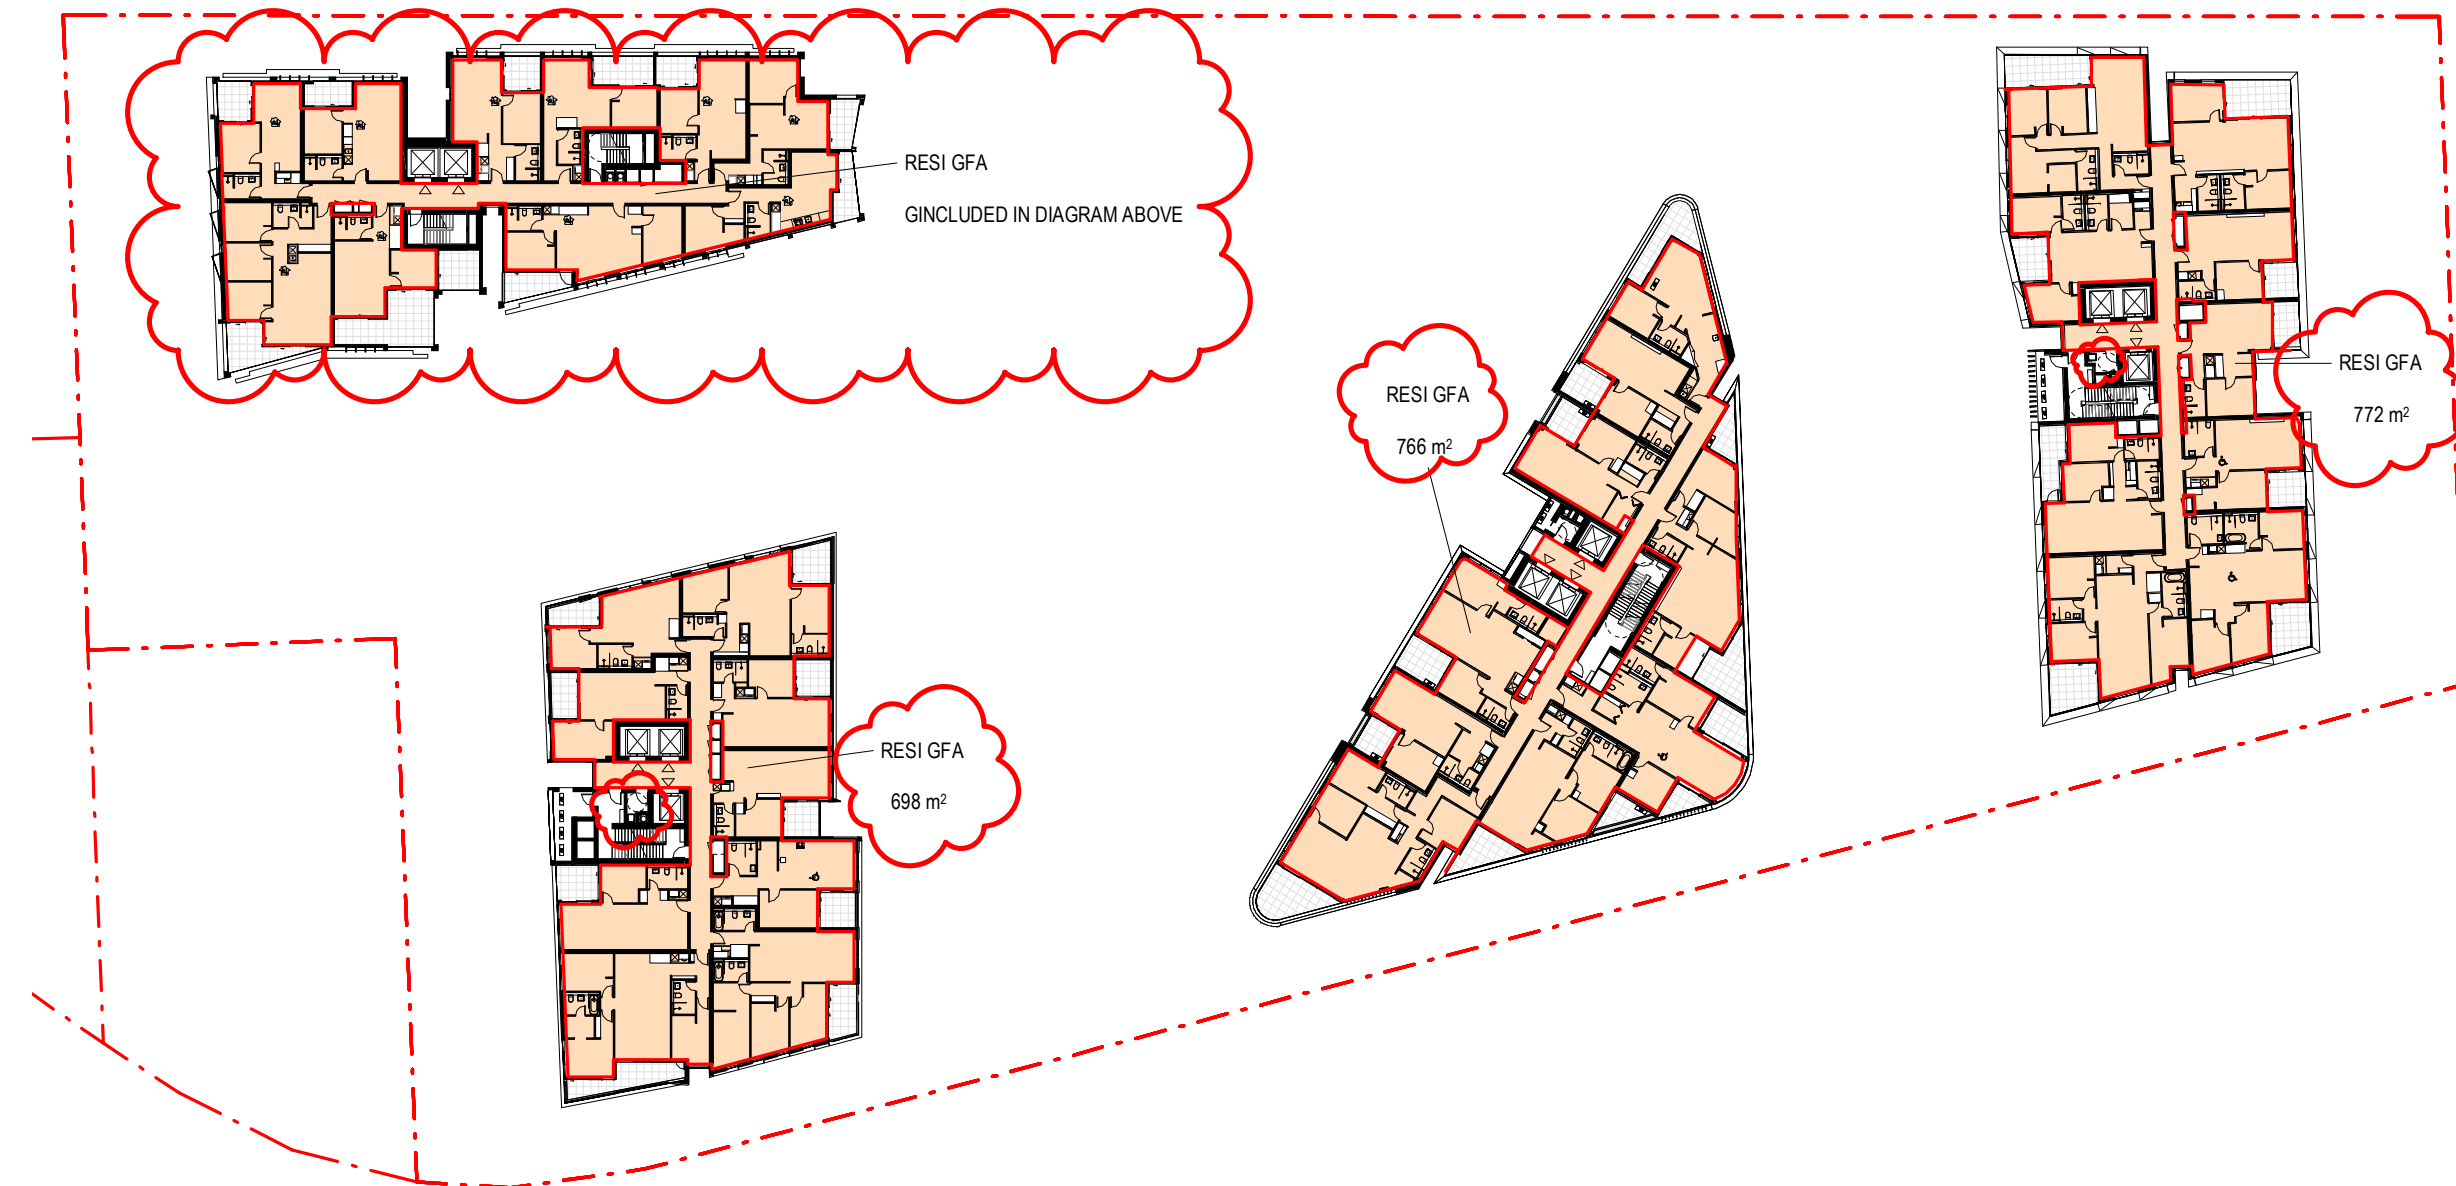 RESI GFA
GINCLUDED IN DIAGRAM ABOVE
RESI GFA
772 m²
RESI GFA
766 m²
RESI GFA
698 m²